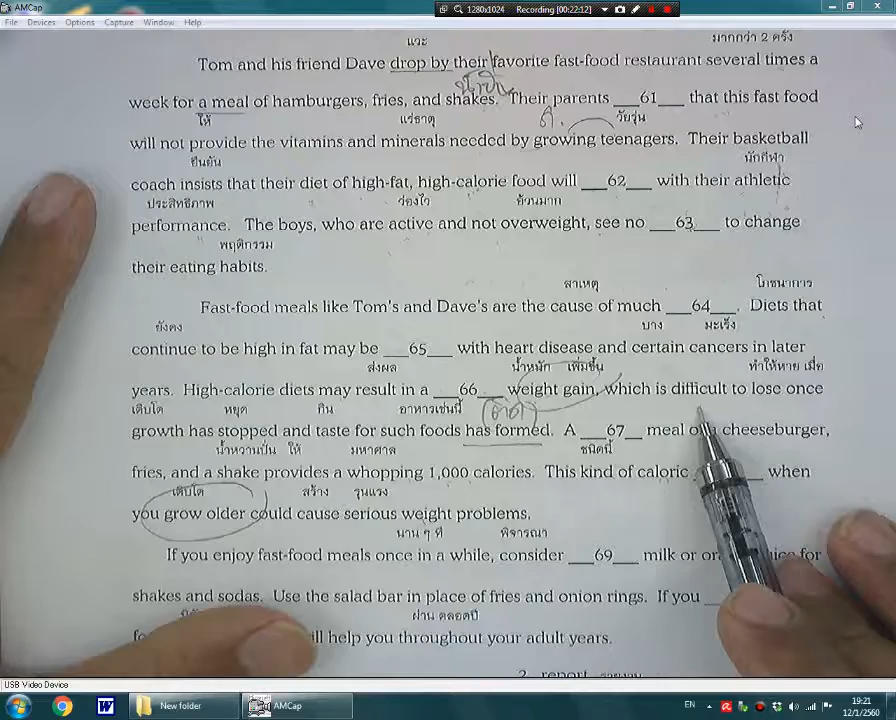 AMCap
1280x1024 Recording [00:22:12]
File Devices Options Capture Window Help
แวะ มากกว่า 2 ครั้ง
Tom and his friend Dave drop by their favorite fast-food restaurant several times a
week for a meal of hamburgers, fries, and shakes. Their parents ___61___ that this fast food
ให้ แร่ธาตุ วัยรุ่น
will not provide the vitamins and minerals needed by growing teenagers. Their basketball
ยืนยัน นักกีฬา
coach insists that their diet of high-fat, high-calorie food will ___62___ with their athletic
ประสิทธิภาพ ว่องไว อ้วนมาก
performance. The boys, who are active and not overweight, see no ___63___ to change
พฤติกรรม
their eating habits.
สาเหตุ โภชนาการ
Fast-food meals like Tom's and Dave's are the cause of much ___64___. Diets that
ยังคง บาง มะเร็ง
continue to be high in fat may be ___65___ with heart disease and certain cancers in later
ส่งผล น้ำหนัก เพิ่มขึ้น ทำให้หาย เมื่อ
years. High-calorie diets may result in a ___66___ weight gain, which is difficult to lose once
เติบโต หยุด กิน อาหารเช่นนี้
growth has stopped and taste for such foods has formed. A ___67__ meal of cheeseburger,
น้ำหวานปั่น ให้ มหาศาล ชนิดนี้
fries, and a shake provides a whopping 1,000 calories. This kind of caloric when
เติบโต สร้าง รุนแรง
you grow older could cause serious weight problems.
นาน ๆ ที พิจารณา
If you enjoy fast-food meals once in a while, consider ___69___ milk or for
shakes and sodas. Use the salad bar in place of fries and onion rings. If you
ผ่าน ตลอดปี
help you throughout your adult years.
2. report รายงาน
USB Video Device
New folder AMCap EN 19:21
12/1/2560